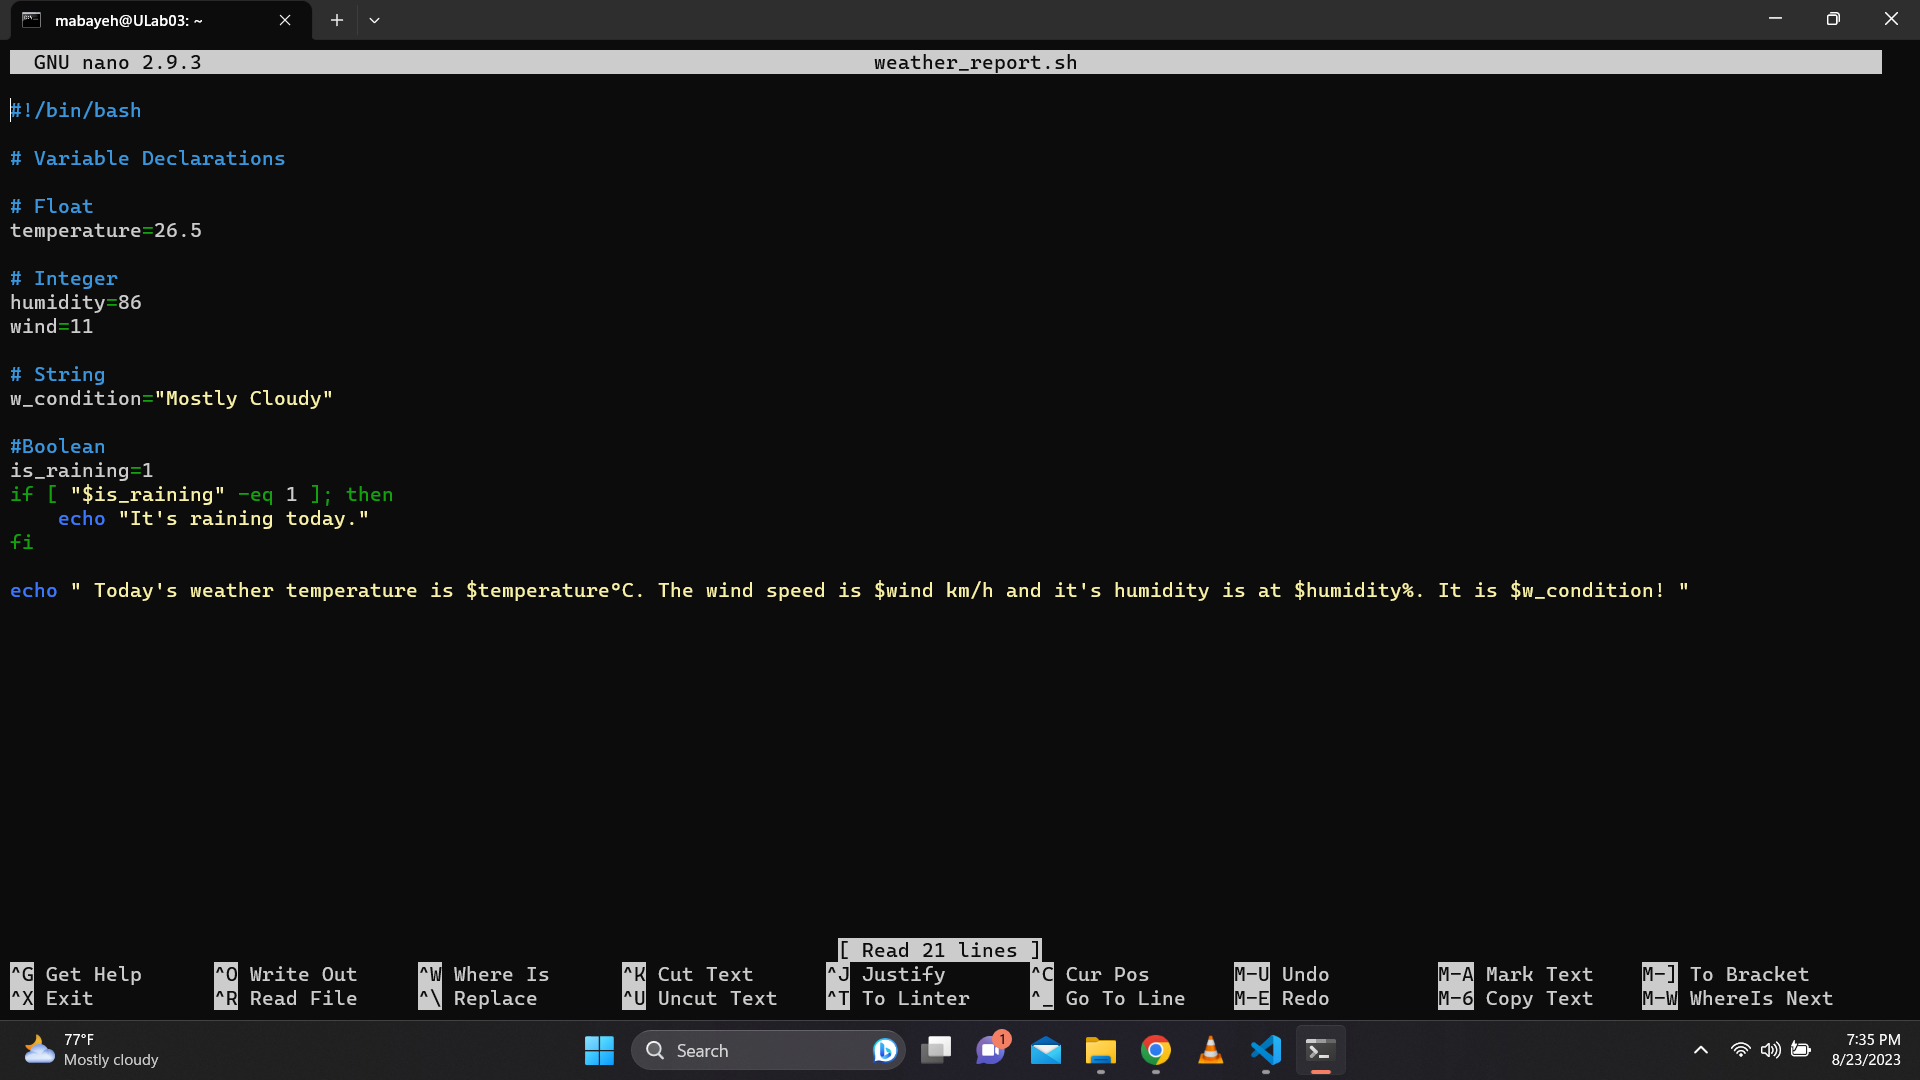 mabayeh@ULab03: ~
GNU nano 2.9.3 weather_report.sh
#!/bin/bash
# Variable Declarations
# Float
temperature=26.5
# Integer
humidity=86
wind=11
# String
w_condition="Mostly Cloudy"
#Boolean
is_raining=1
if [ "$is_raining" -eq 1 ]; then
    echo "It's raining today."
fi
echo " Today's weather temperature is $temperature°C. The wind speed is $wind km/h and it's humidity is at $humidity%. It is $w_condition! "
[ Read 21 lines ]
^G Get Help ^O Write Out ^W Where Is ^K Cut Text ^J Justify ^C Cur Pos M-U Undo M-A Mark Text M-] To Bracket
^X Exit ^R Read File ^\ Replace ^U Uncut Text ^T To Linter ^_ Go To Line M-E Redo M-6 Copy Text M-W WhereIs Next
77°F
Mostly cloudy
Search
1
7:35 PM
8/23/2023